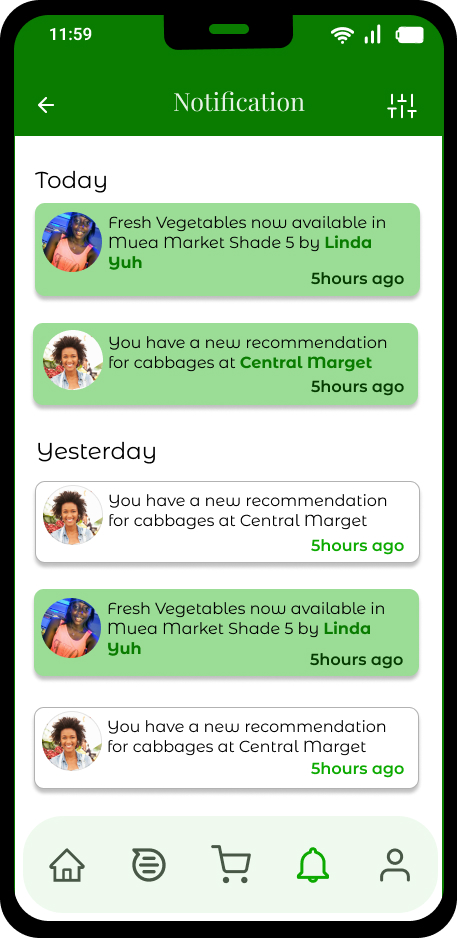 11:59
Notification
Today
Fresh Vegetables now available in
Muea Market Shade 5 by Linda
Yuh
5hours ago
You have a new recommendation
for cabbages at Central Marget
5hours ago
Yesterday
You have a new recommendation
for cabbages at Central Marget
5hours ago
Fresh Vegetables now available in
Muea Market Shade 5 by Linda
Yuh
5hours ago
You have a new recommendation
for cabbages at Central Marget
5hours ago